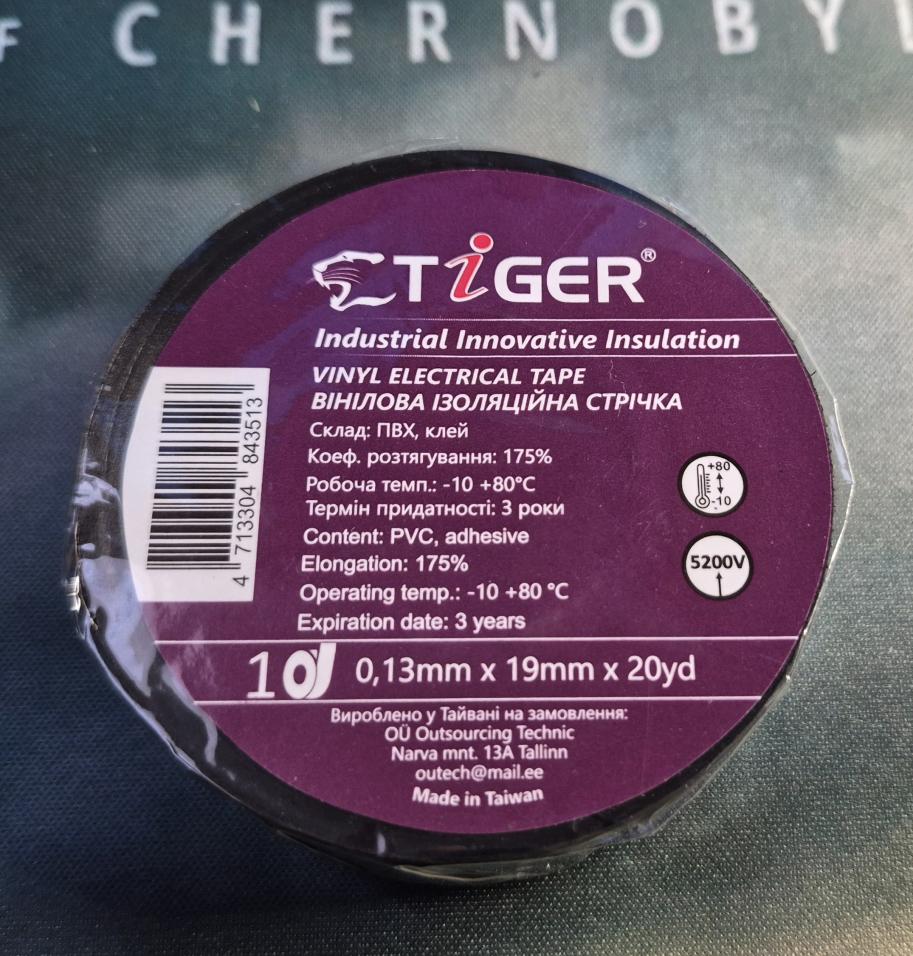 CHERNOBYL
TiGER®
Industrial Innovative Insulation
VINYL ELECTRICAL TAPE
ВІНІЛОВА ІЗОЛЯЦІЙНА СТРІЧКА
Склад: ПВХ, клей
Коеф. розтягування: 175%
Робоча темп.: -10 +80°C
Термін придатності: 3 роки
Content: PVC, adhesive
Elongation: 175%
Operating temp.: -10 +80 °C
Expiration date: 3 years
4 713304 843513
+80
-10
5200V
1
0,13mm x 19mm x 20yd
Вироблено у Тайвані на замовлення:
OÜ Outsourcing Technic
Narva mnt. 13A Tallinn
outech@mail.ee
Made in Taiwan